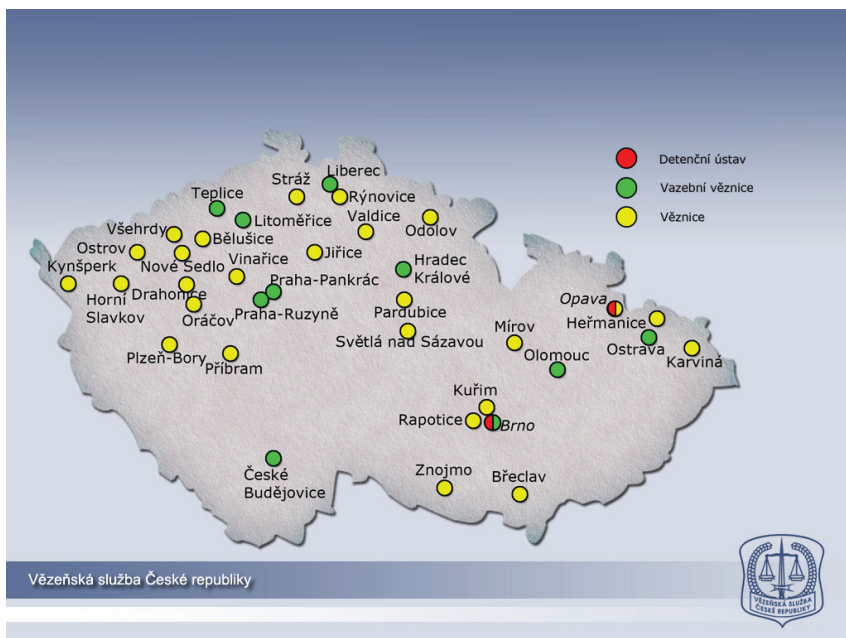 Detenční ústav
Vazební věznice
Věznice
Liberec
Stráž
Rýnovice
Teplice
Litoměřice
Valdice
Odolov
Všehrdy
Bělušice
Ostrov
Jiřice
Vinařice
Hradec
Králové
Kynšperk
Nové Sedlo
Praha-Pankrác
Horní
Slavkov
Drahonice
Opava
Oráčov
Praha-Ruzyně
Pardubice
Heřmanice
Mírov
Světlá nad Sázavou
Ostrava
Plzeň-Bory
Olomouc
Karviná
Příbram
Kuřim
Rapotice
Brno
České
Budějovice
Znojmo
Břeclav
Vězeňská služba České republiky
VĚZEŇSKÁ SLUŽBA
ČESKÉ REPUBLIKY